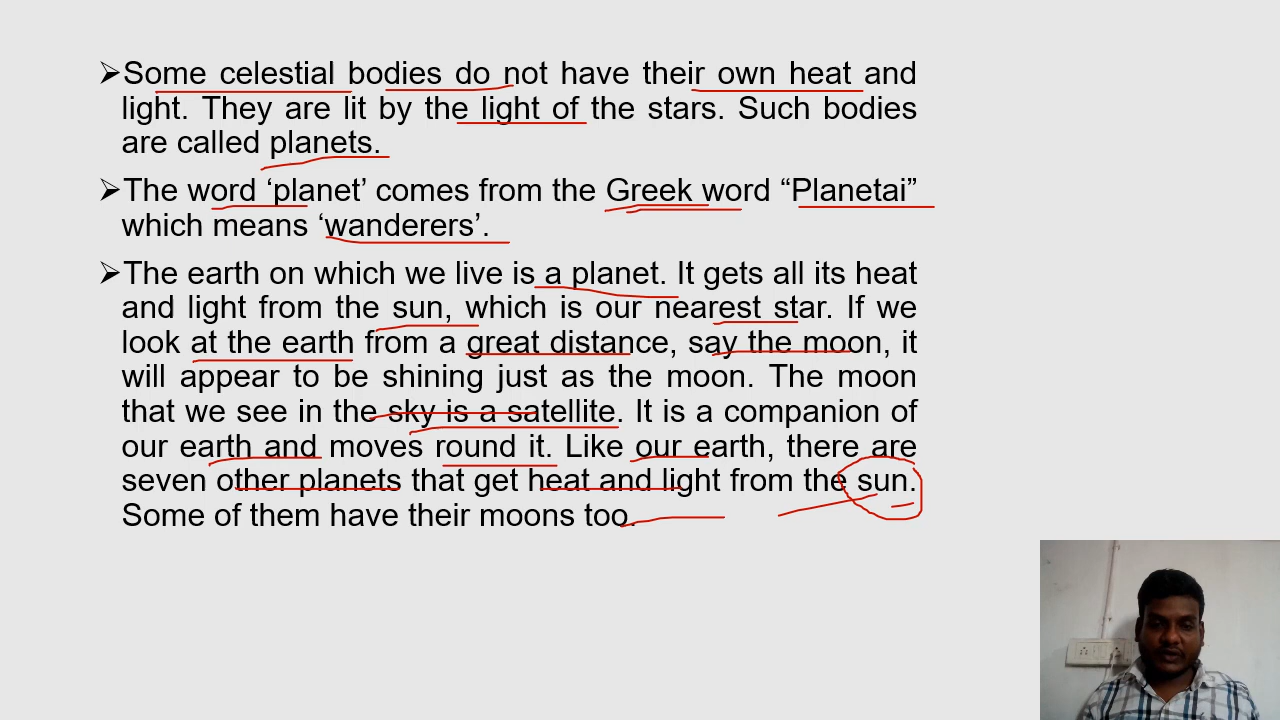 ➢Some celestial bodies do not have their own heat and
light. They are lit by the light of the stars. Such bodies
are called planets.
➢The word ‘planet’ comes from the Greek word “Planetai”
which means ‘wanderers’.
➢The earth on which we live is a planet. It gets all its heat
and light from the sun, which is our nearest star. If we
look at the earth from a great distance, say the moon, it
will appear to be shining just as the moon. The moon
that we see in the sky is a satellite. It is a companion of
our earth and moves round it. Like our earth, there are
seven other planets that get heat and light from the sun.
Some of them have their moons too.